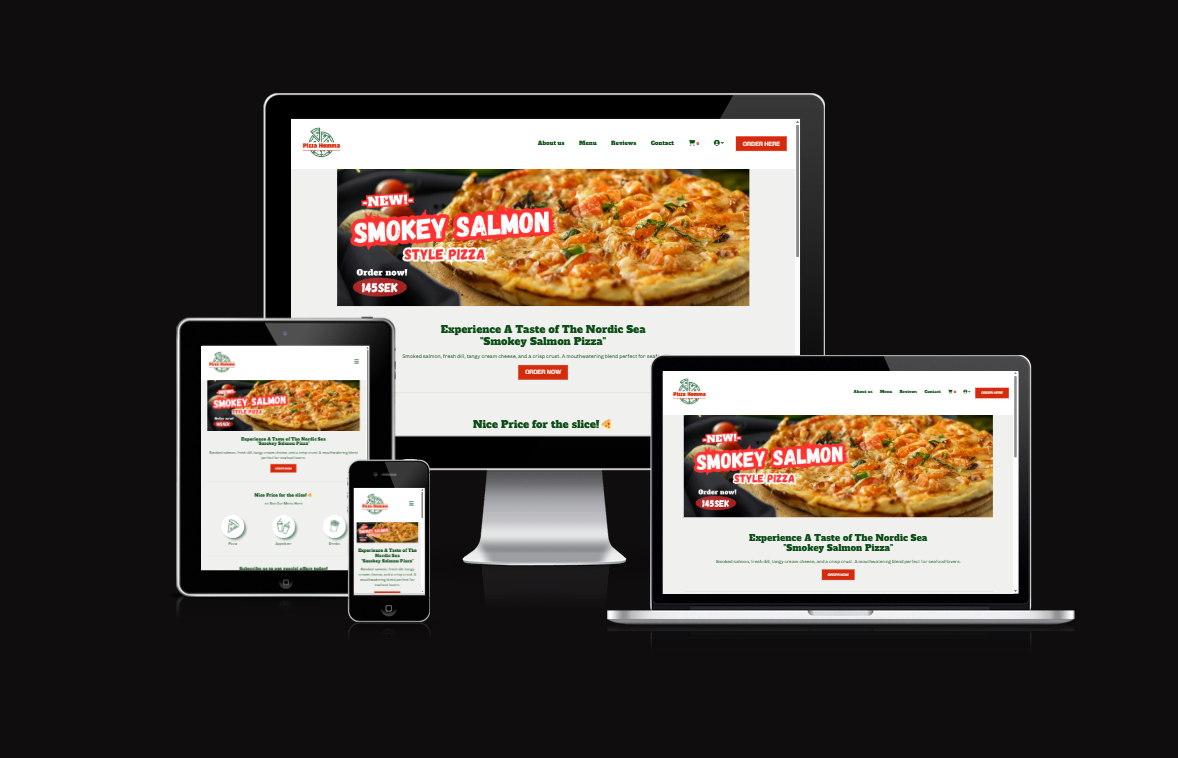 Pizza Hemma
About us
Menu
Reviews
Contact
0
ORDER HERE
-NEW!-
SMOKEY SALMON
STYLE PIZZA
Order now!
145SEK
Experience A Taste of The Nordic Sea
"Smokey Salmon Pizza"
Smoked salmon, fresh dill, tangy cream cheese, and a crisp crust. A mouthwatering blend perfect for
ORDER NOW
Nice Price for the slice!
Pizza Hemma
-NEW!-
SMOKEY SALMON
STYLE PIZZA
Order now!
145SEK
Experience A Taste of The Nordic Sea
"Smokey Salmon Pizza"
Smoked salmon, fresh dill, tangy cream cheese, and a crisp crust. A mouthwatering blend
perfect for seafood lovers.
ORDER NOW
Nice Price for the slice!
Pizza
Appetizer
Drinks
Subscribe us to get special offers today!
Pizza Hemma
SMOKEY SALMON
Experience A Taste of The
Nordic Sea
"Smokey Salmon Pizza"
Smoked salmon, fresh dill, tangy
cream cheese, and a crisp crust. A
mouthwatering blend perfect for
seafood lovers.
Pizza Hemma
About us
Menu
Reviews
Contact
0
ORDER HERE
-NEW!-
SMOKEY SALMON
STYLE PIZZA
Order now!
145SEK
Experience A Taste of The Nordic Sea
"Smokey Salmon Pizza"
Smoked salmon, fresh dill, tangy cream cheese, and a crisp crust. A mouthwatering blend perfect for seafood lovers.
ORDER NOW